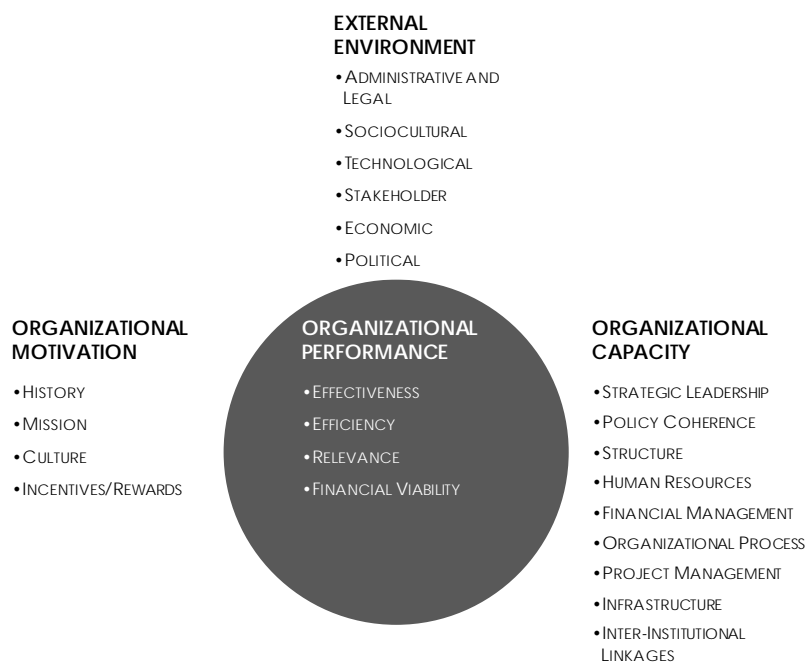 EXTERNAL
ENVIRONMENT
•ADMINISTRATIVE AND
LEGAL
•SOCIOCULTURAL
•TECHNOLOGICAL
•STAKEHOLDER
•ECONOMIC
•POLITICAL
ORGANIZATIONAL
MOTIVATION
•HISTORY
•MISSION
•CULTURE
•INCENTIVES/REWARDS
ORGANIZATIONAL
PERFORMANCE
•EFFECTIVENESS
•EFFICIENCY
•RELEVANCE
•FINANCIAL VIABILITY
ORGANIZATIONAL
CAPACITY
•STRATEGIC LEADERSHIP
•POLICY COHERENCE
•STRUCTURE
•HUMAN RESOURCES
•FINANCIAL MANAGEMENT
•ORGANIZATIONAL PROCESS
•PROJECT MANAGEMENT
•INFRASTRUCTURE
•INTER-INSTITUTIONAL
LINKAGES